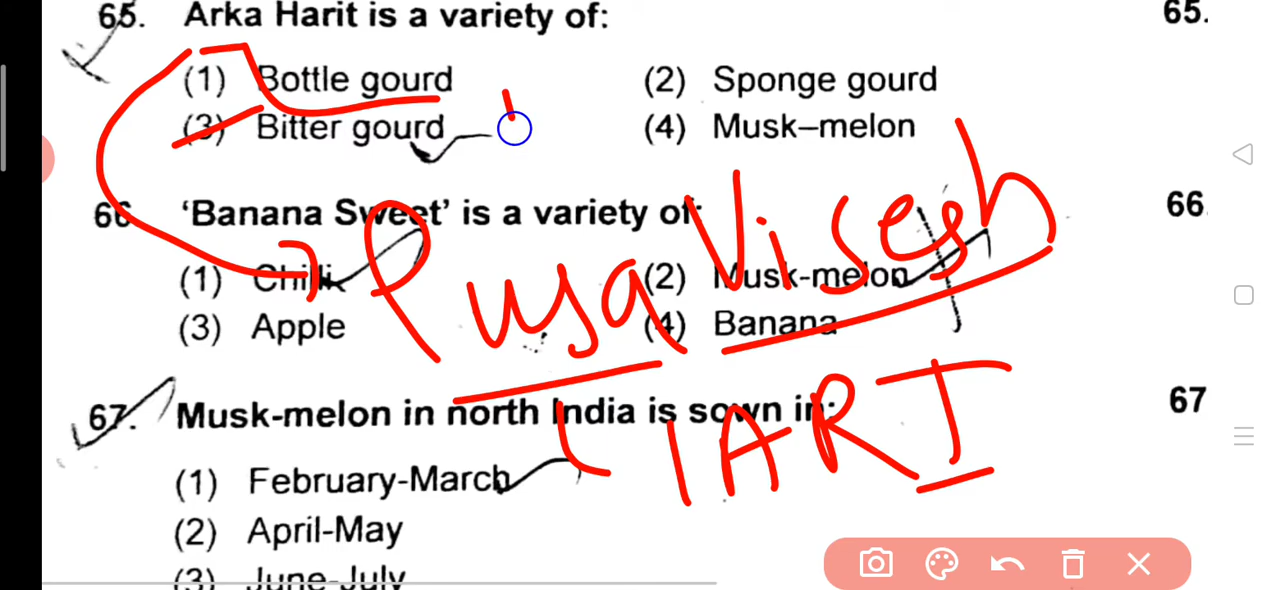 65. Arka Harit is a variety of: 65.
(1) Bottle gourd (2) Sponge gourd
(3) Bitter gourd (4) Musk–melon
66 'Banana Sweet' is a variety of: 66
(1) Chilli (2) Musk-melon
(3) Apple (4) Banana
Pusa Visesh
67. Musk-melon in north India is sown in: 67
IARI
(1) February-March
(2) April-May
(3) June-July